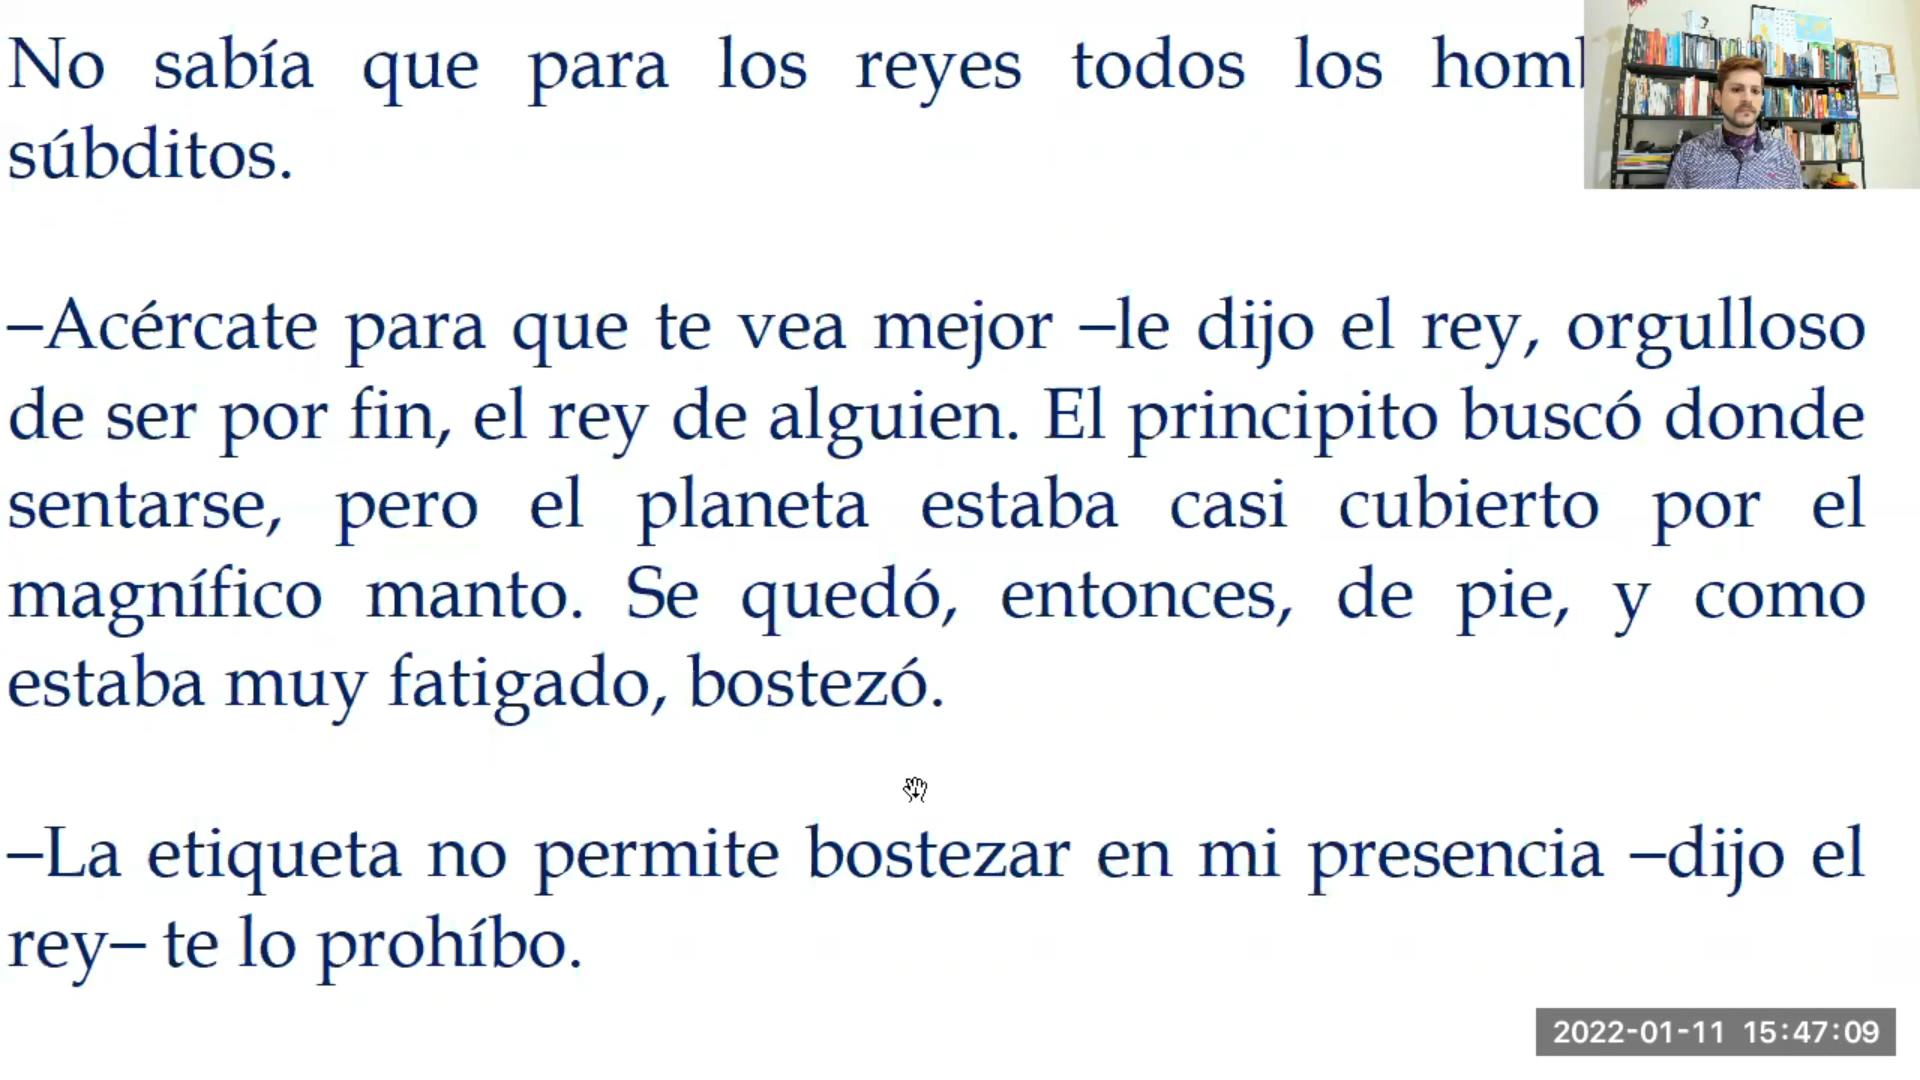 No sabía que para los reyes todos los
súbditos.
–Acércate para que te vea mejor –le dijo el rey, orgulloso
de ser por fin, el rey de alguien. El principito buscó donde
sentarse, pero el planeta estaba casi cubierto por el
magnífico manto. Se quedó, entonces, de pie, y como
estaba muy fatigado, bostezó.
–La etiqueta no permite bostezar en mi presencia –dijo el
rey– te lo prohíbo.
2022-01-11 15:47:09